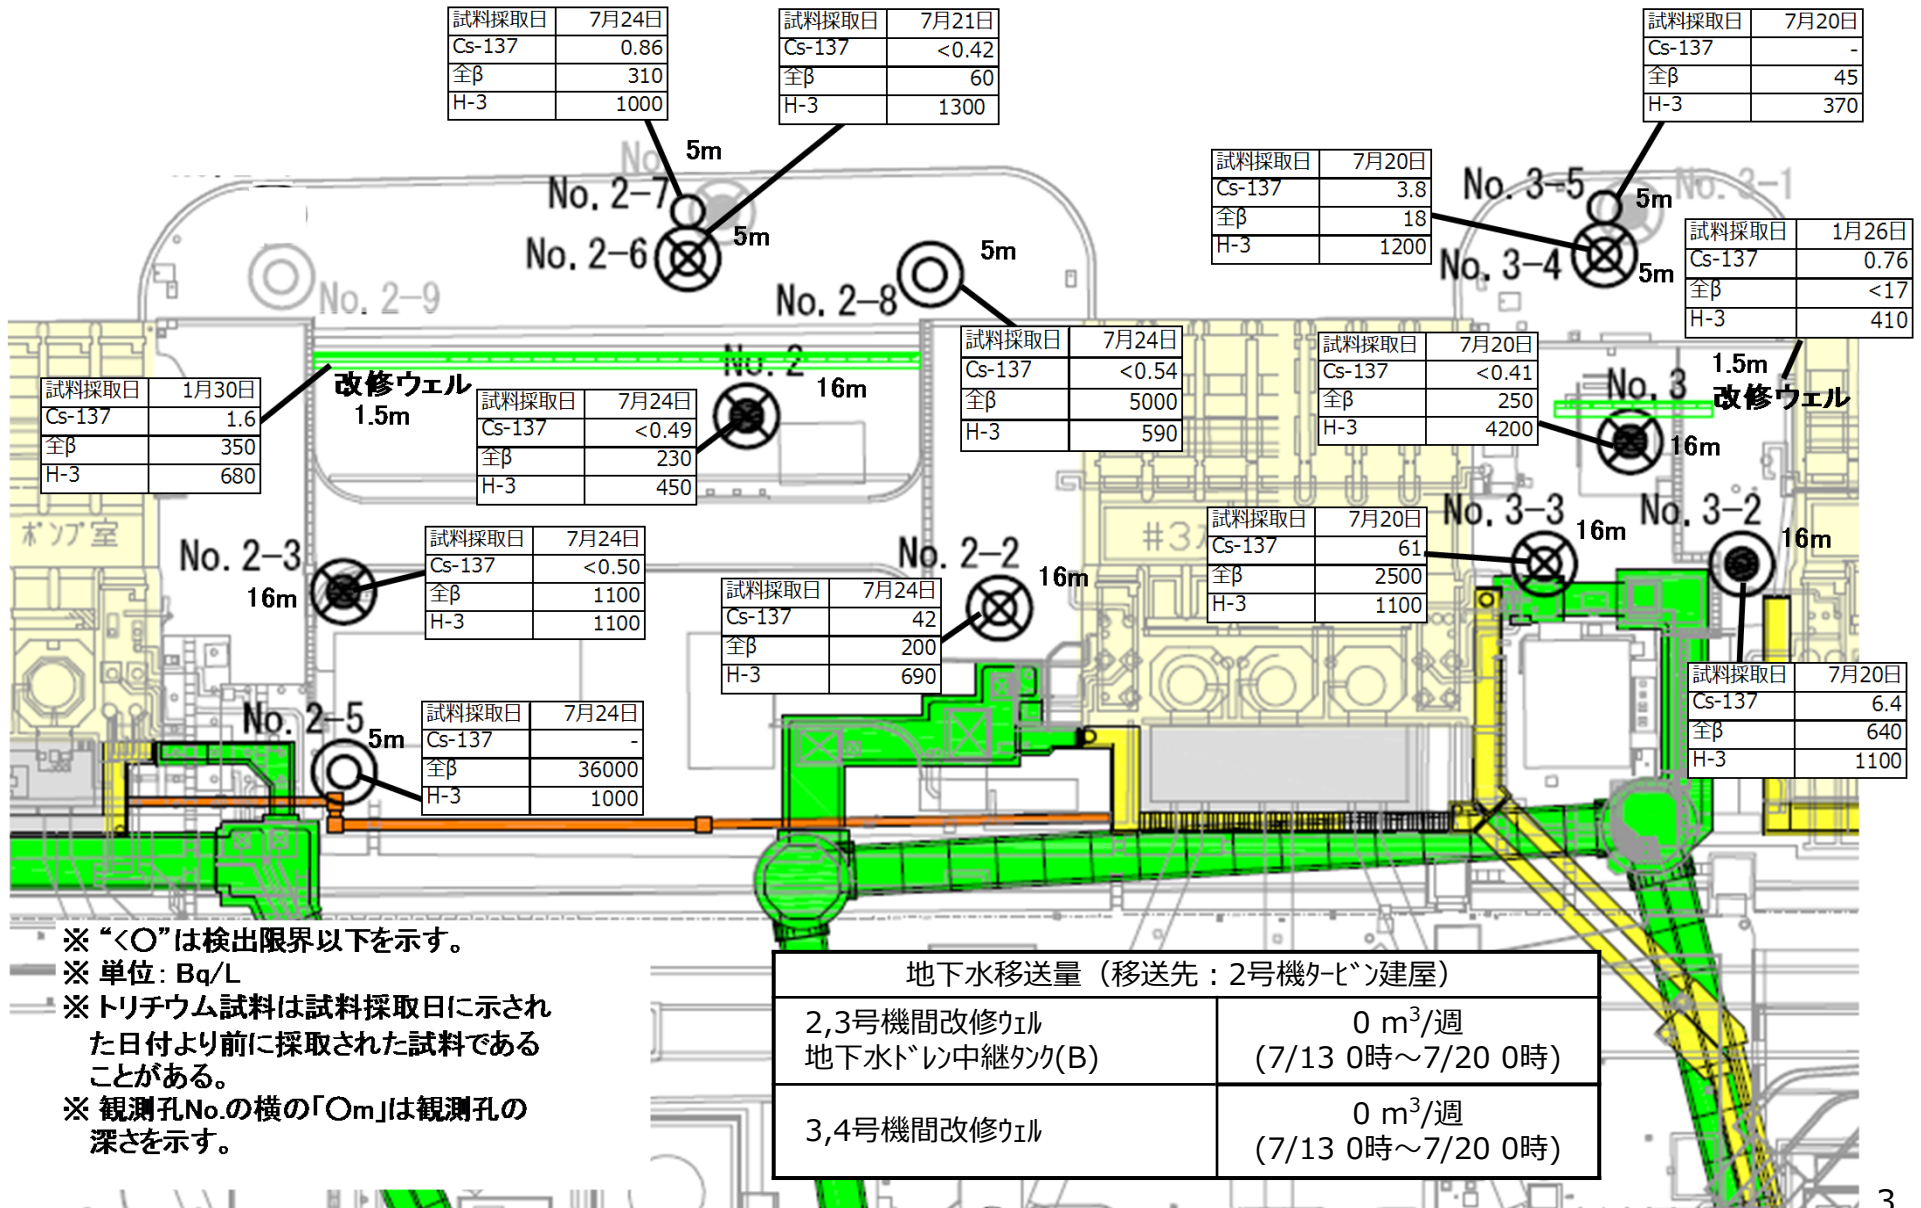 試料採取日 7月24日
Cs-137 0.86
全β 310
H-3 1000
試料採取日 7月21日
Cs-137 <0.42
全β 60
H-3 1300
試料採取日 7月20日
Cs-137 -
全β 45
H-3 370
No
5m
No. 2-7
No. 2-6
5m
No. 2-9
No. 2-8
5m
試料採取日 7月20日
Cs-137 3.8
全β 18
H-3 1200
No. 3-5
5m
No. 3-1
No. 3-4
5m
試料採取日 1月26日
Cs-137 0.76
全β <17
H-3 410
試料採取日 1月30日
Cs-137 1.6
全β 350
H-3 680
改修ウェル
1.5m
No. 2
16m
試料採取日 7月24日
Cs-137 <0.49
全β 230
H-3 450
試料採取日 7月24日
Cs-137 <0.54
全β 5000
H-3 590
試料採取日 7月20日
Cs-137 <0.41
全β 250
H-3 4200
No. 3
1.5m
改修ウェル
16m
ポンプ室
No. 2-3
16m
試料採取日 7月24日
Cs-137 <0.50
全β 1100
H-3 1100
No. 2-2
16m
試料採取日 7月24日
Cs-137 42
全β 200
H-3 690
#3
試料採取日 7月20日
Cs-137 61
全β 2500
H-3 1100
No. 3-3
16m
No. 3-2
16m
試料採取日 7月20日
Cs-137 6.4
全β 640
H-3 1100
No. 2-5
5m
試料採取日 7月24日
Cs-137 -
全β 36000
H-3 1000
※ “<○”は検出限界以下を示す。
※ 単位: Bq/L
※ トリチウム試料は試料採取日に示され
た日付より前に採取された試料である
ことがある。
※ 観測孔No.の横の「○m」は観測孔の
深さを示す。
地下水移送量（移送先：2号機ﾀｰﾋﾞﾝ建屋）
2,3号機間改修ｳｪﾙ
地下水ﾄﾞﾚﾝ中継ﾀﾝｸ(B)
0 m³/週
(7/13 0時～7/20 0時)
3,4号機間改修ｳｪﾙ
0 m³/週
(7/13 0時～7/20 0時)
3